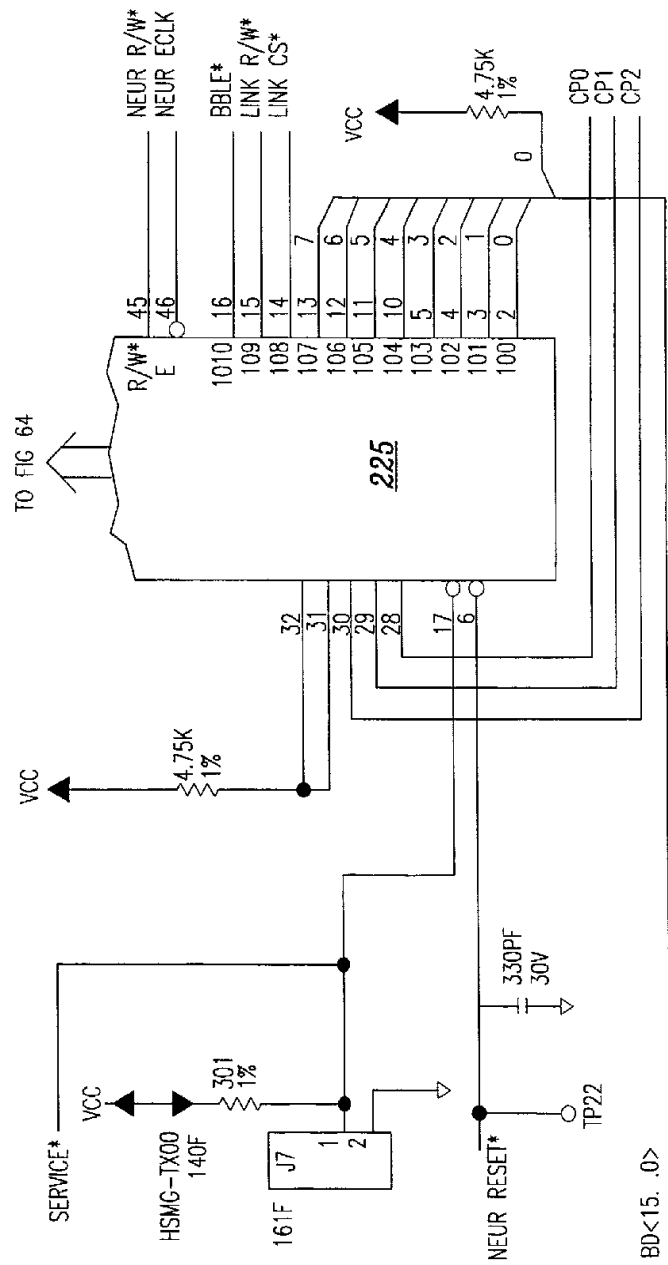 TO FIG 64
NEUR R/W*
NEUR ECLK
BBLE*
LINK R/W*
LINK CS*
45
46
16
15
14
13
12
11
10
5
4
3
2
R/W*
E
1010
109
108
107
106
105
104
103
102
101
100
7
6
5
4
3
2
1
0
225
VCC
4.75K
1%
0
CP0
CP1
CP2
32
31
30
29
28
17
6
VCC
4.75K
1%
SERVICE*
VCC
HSMG-TX00
140F
301
1%
161F
J7
1
2
330PF
30V
NEUR RESET*
TP22
BD<15. .0>